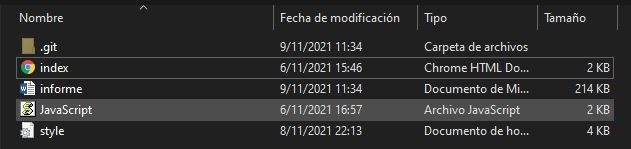 Nombre Fecha de modificación Tipo Tamaño
.git 9/11/2021 11:34 Carpeta de archivos
index 6/11/2021 15:46 Chrome HTML Do... 2 KB
informe 9/11/2021 11:34 Documento de Mi... 214 KB
JavaScript 6/11/2021 16:57 Archivo JavaScript 2 KB
style 8/11/2021 22:13 Documento de ho... 4 KB